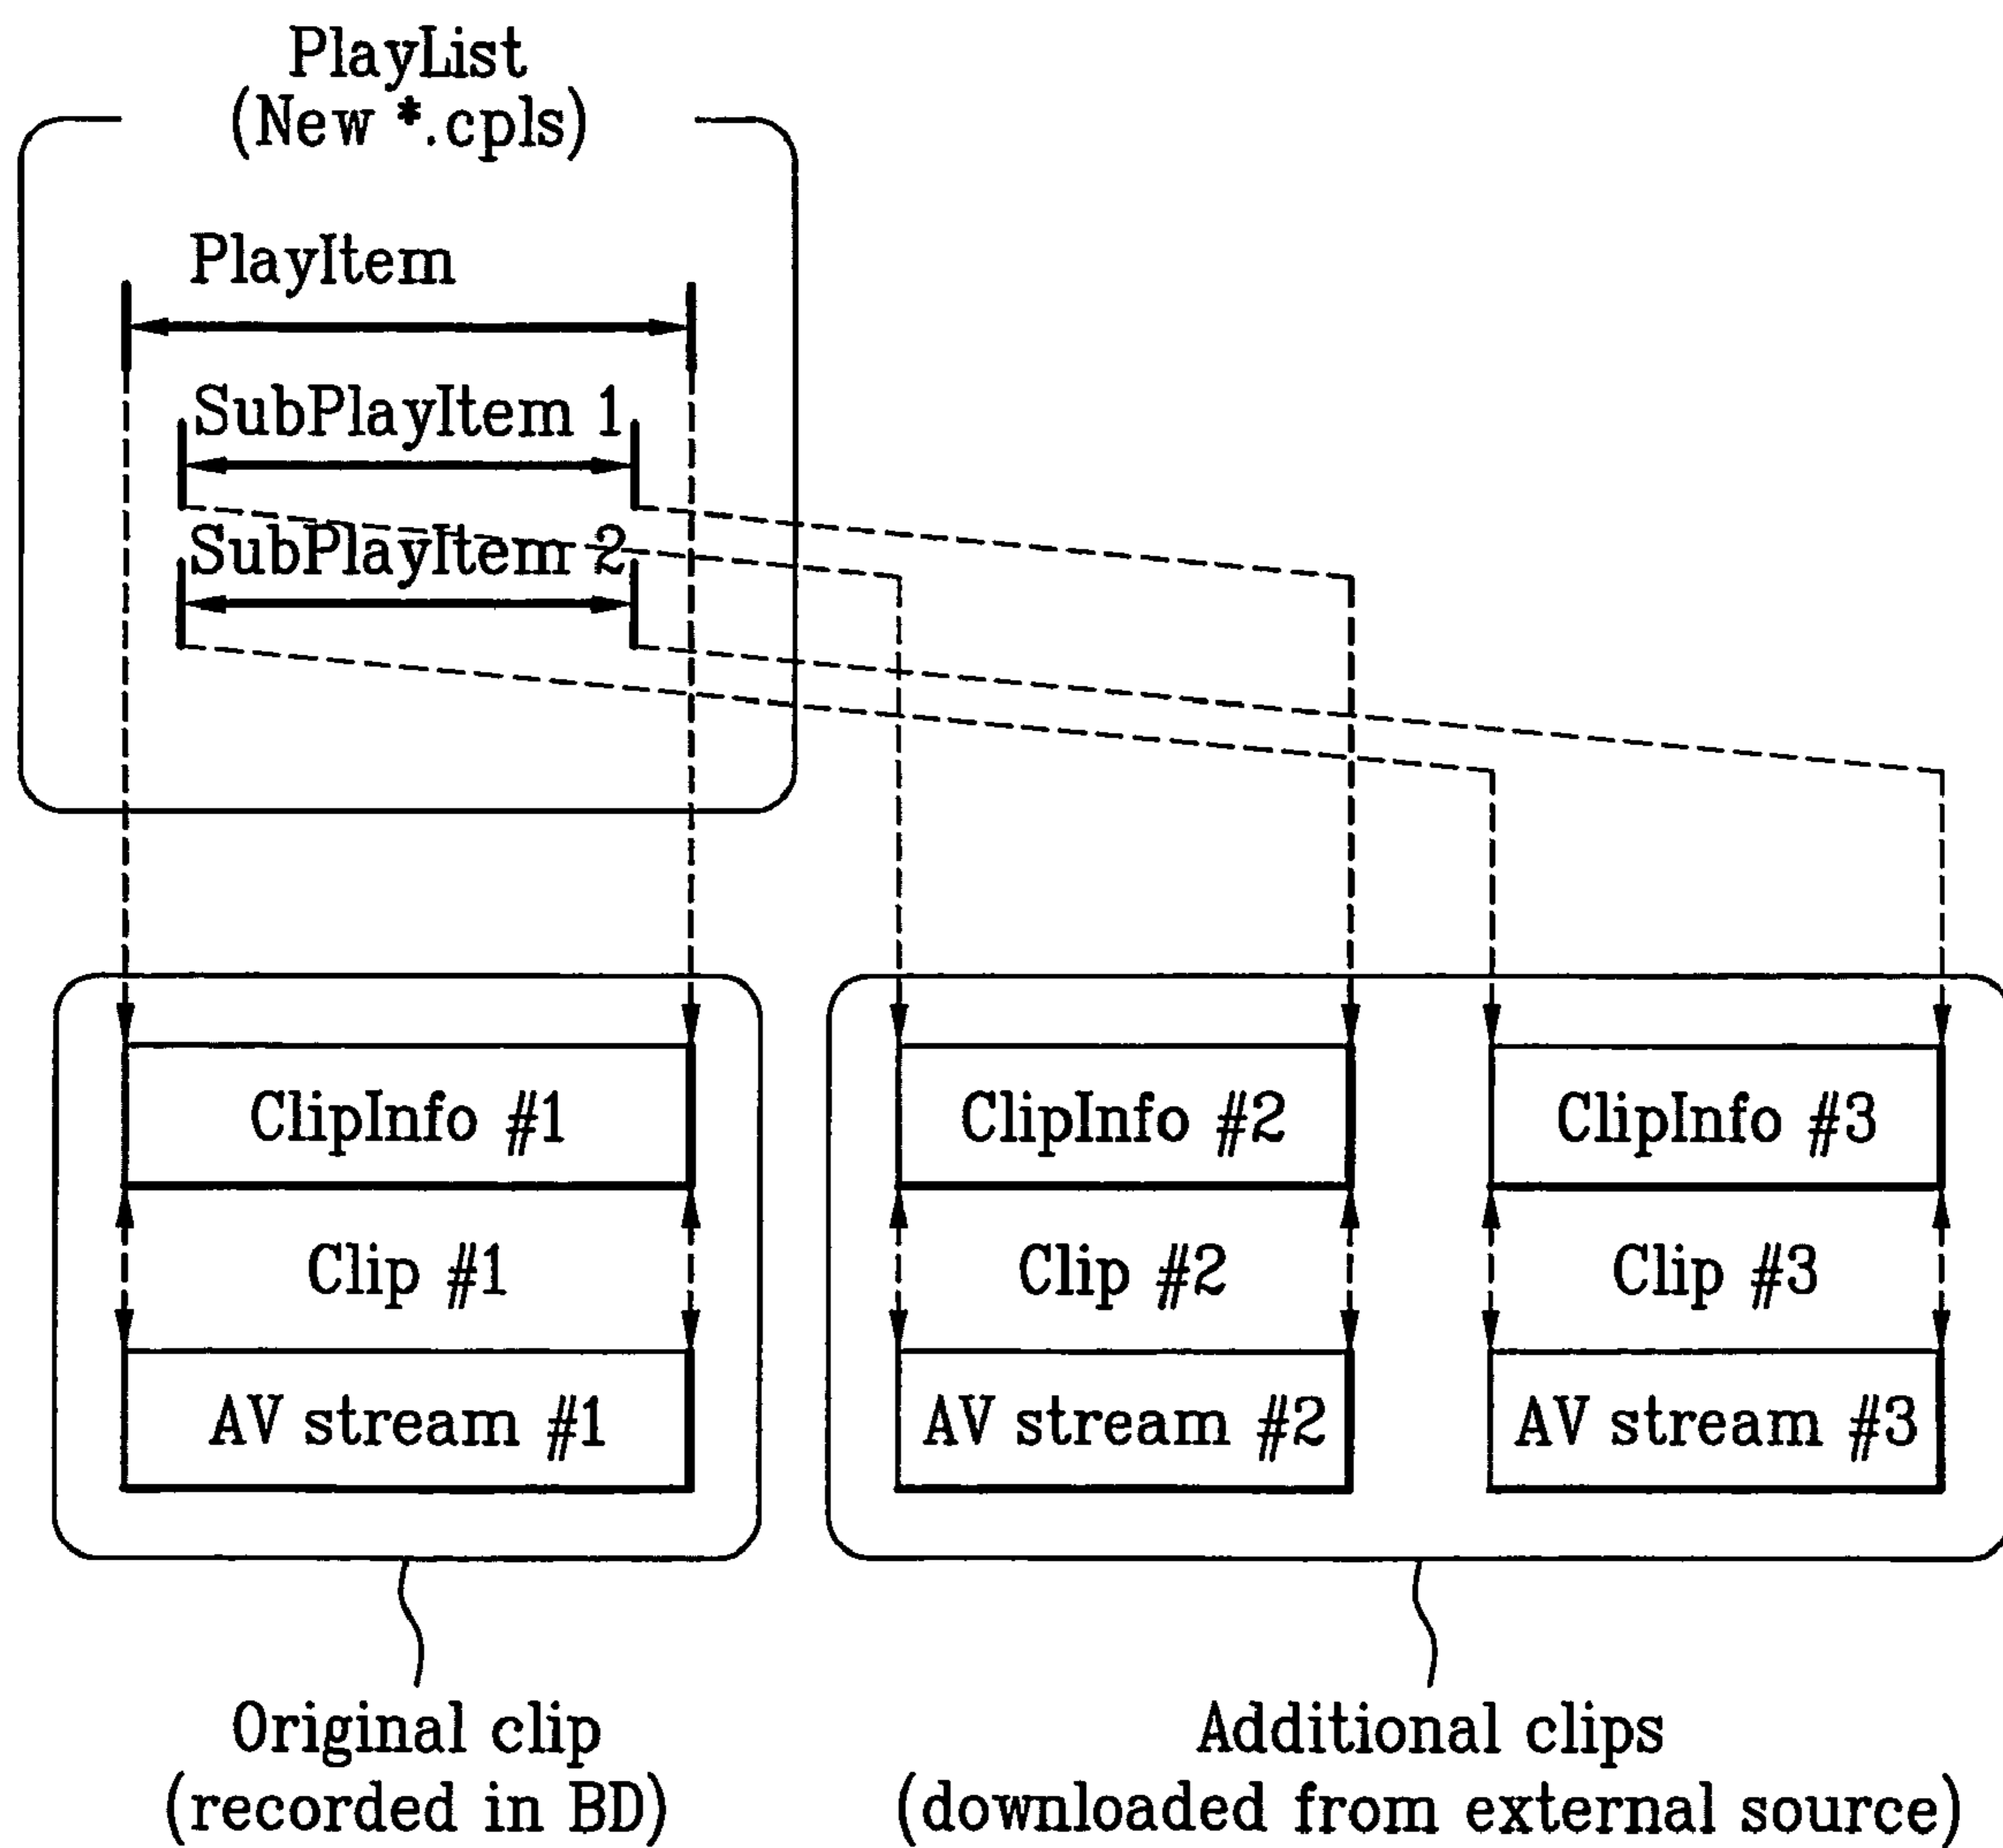 PlayList
(New *.cpls)
PlayItem
SubPlayItem 1
SubPlayItem 2
ClipInfo #1
ClipInfo #2
ClipInfo #3
Clip #1
Clip #2
Clip #3
AV stream #1
AV stream #2
AV stream #3
Original clip
(recorded in BD)
Additional clips
(downloaded from external source)